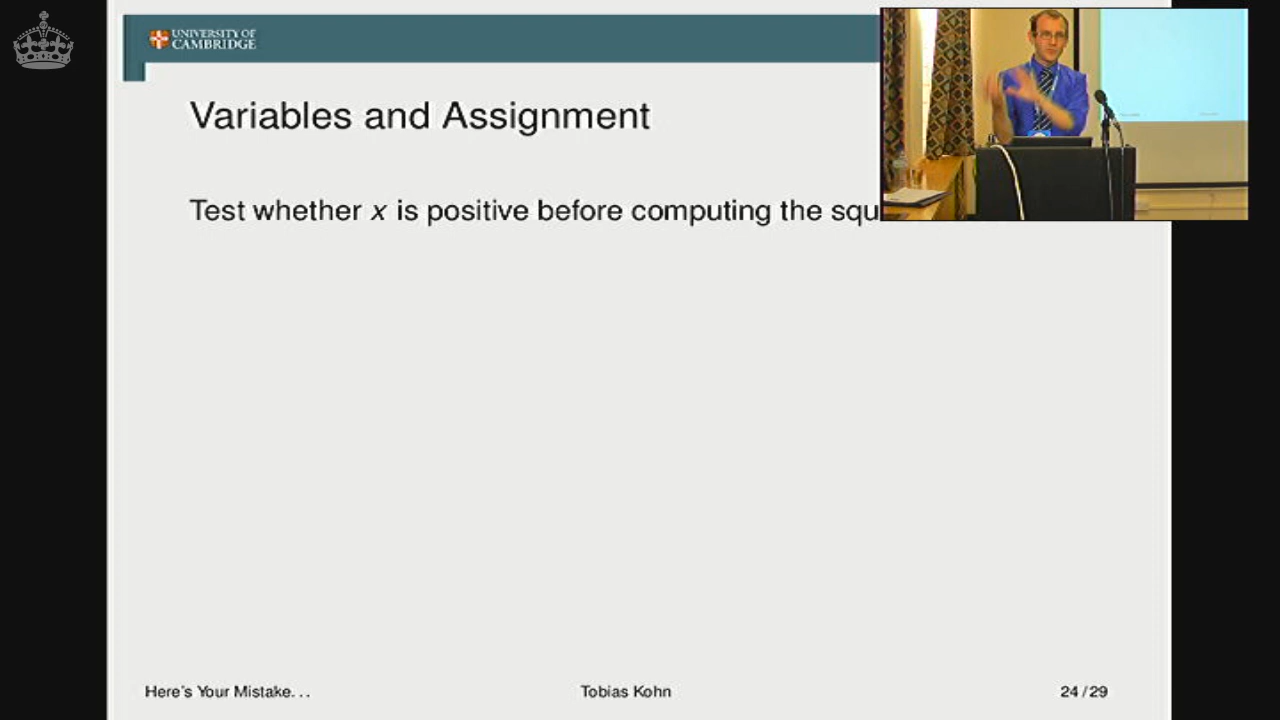 UNIVERSITY OF
CAMBRIDGE
Variables and Assignment
Test whether x is positive before computing the squ
Here's Your Mistake...
Tobias Kohn
24 / 29